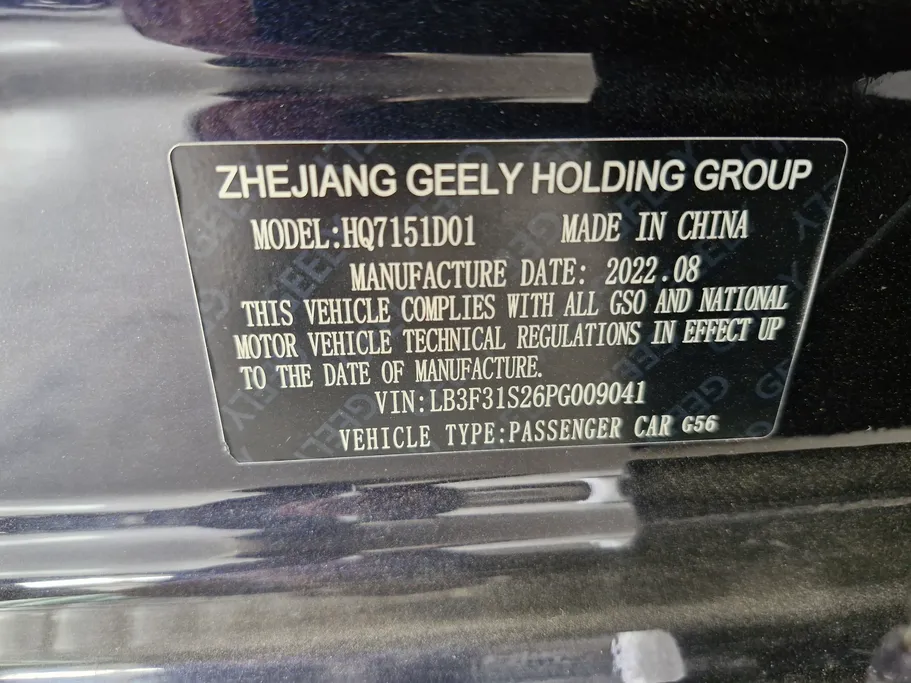 ZHEJIANG GEELY HOLDING GROUP
MODEL:HQ7151D01 MADE IN CHINA
MANUFACTURE DATE: 2022.08
THIS VEHICLE COMPLIES WITH ALL GSO AND NATIONAL
MOTOR VEHICLE TECHNICAL REGULATIONS IN EFFECT UP
TO THE DATE OF MANUFACTURE.
VIN:LB3F31S26PG009041
VEHICLE TYPE:PASSENGER CAR G56